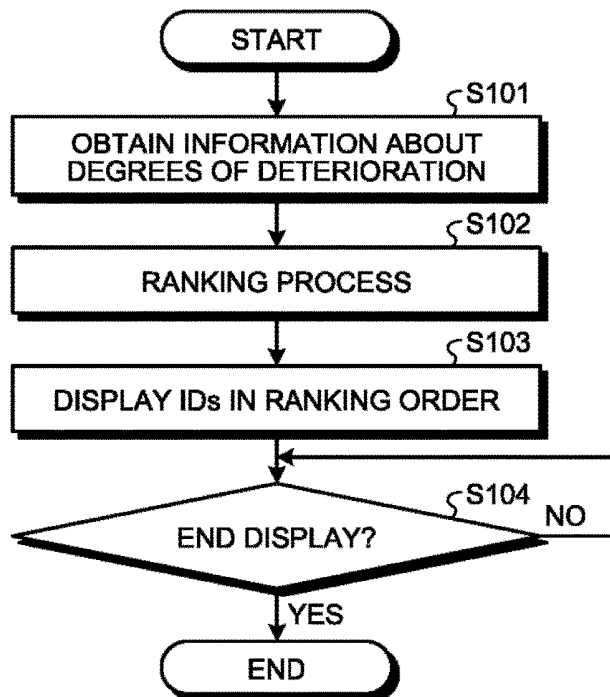 START
S101
OBTAIN INFORMATION ABOUT
DEGREES OF DETERIORATION
S102
RANKING PROCESS
S103
DISPLAY IDs IN RANKING ORDER
S104
END DISPLAY?
NO
YES
END